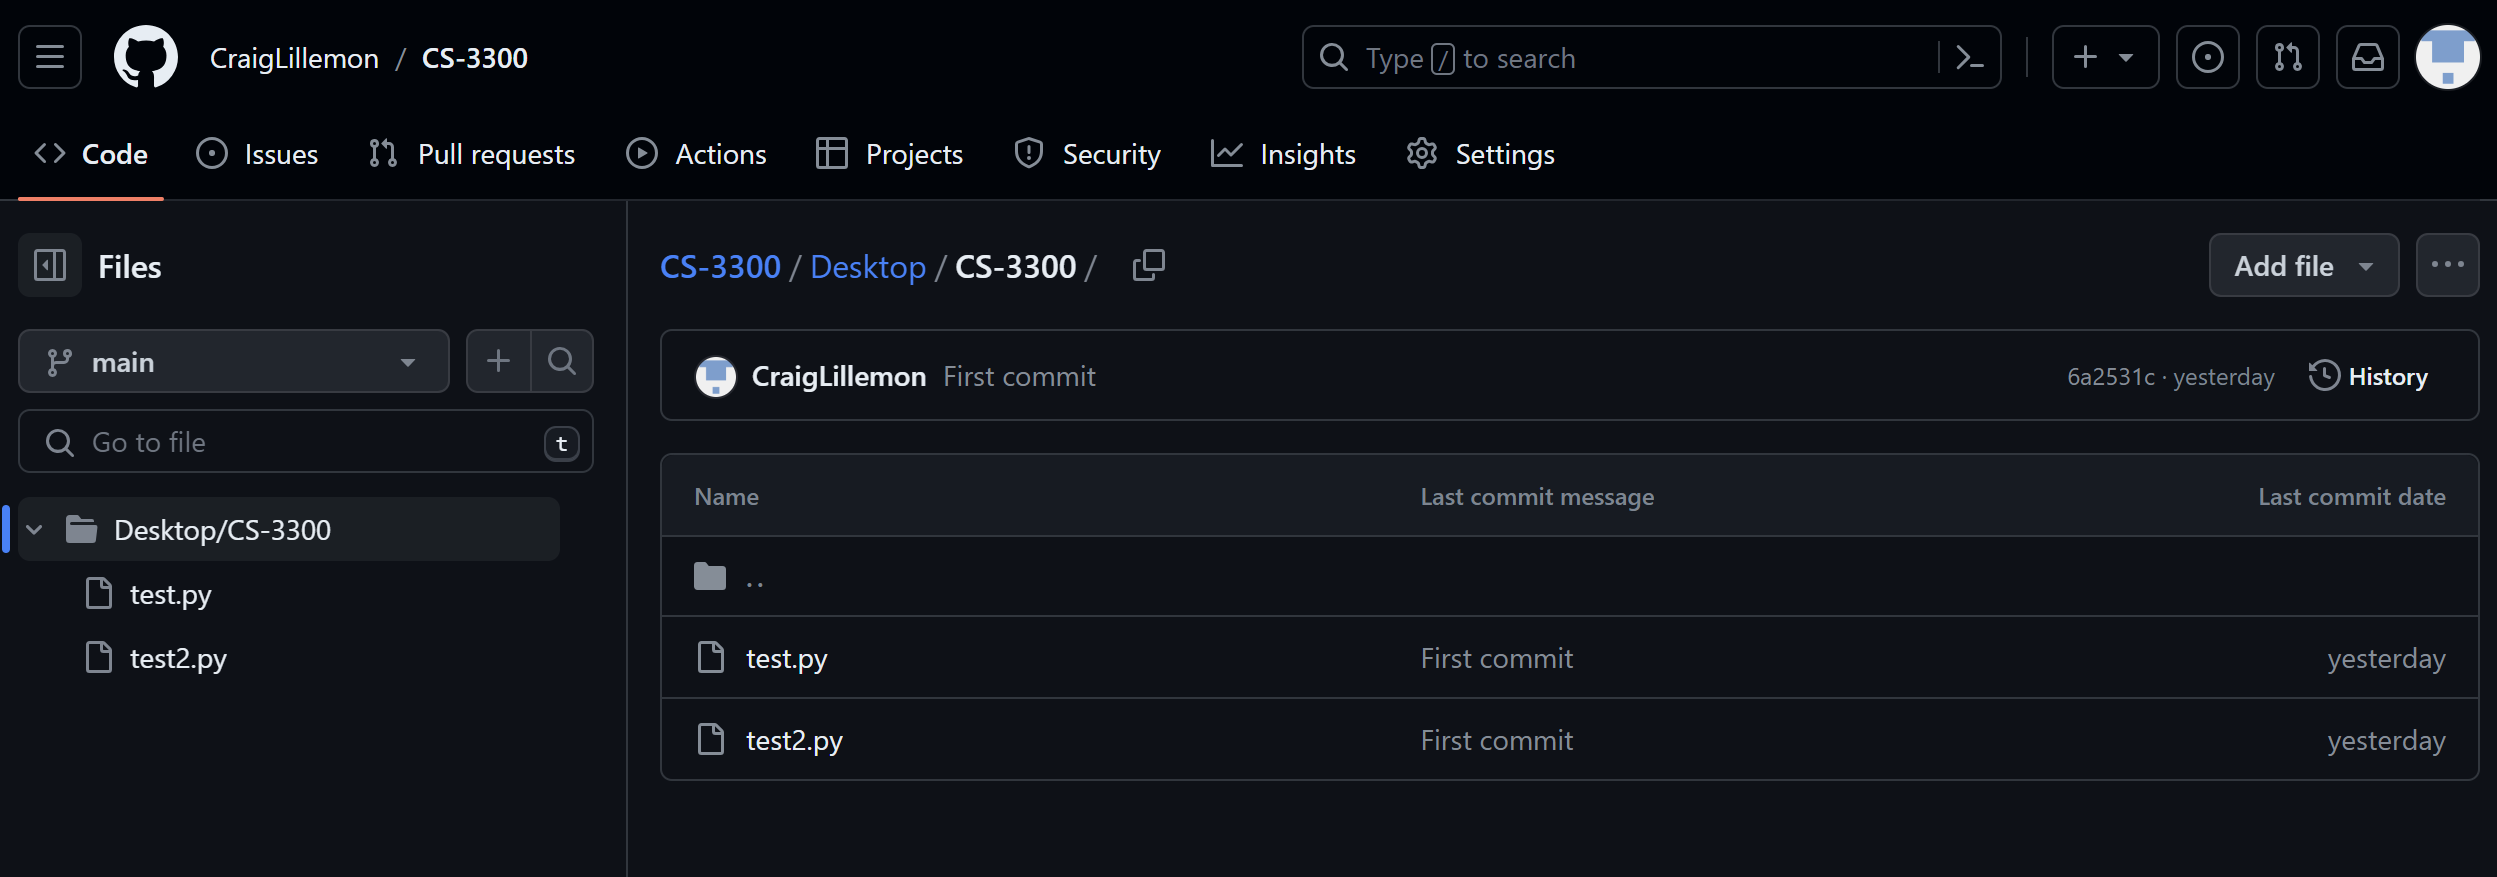 CraigLillemon / CS-3300
Type / to search
Code Issues Pull requests Actions Projects Security Insights Settings
Files
CS-3300 / Desktop / CS-3300 /
Add file
main
CraigLillemon First commit
6a2531c · yesterday History
Go to file t
Name Last commit message Last commit date
Desktop/CS-3300
..
test.py
test2.py
test.py First commit yesterday
test2.py First commit yesterday